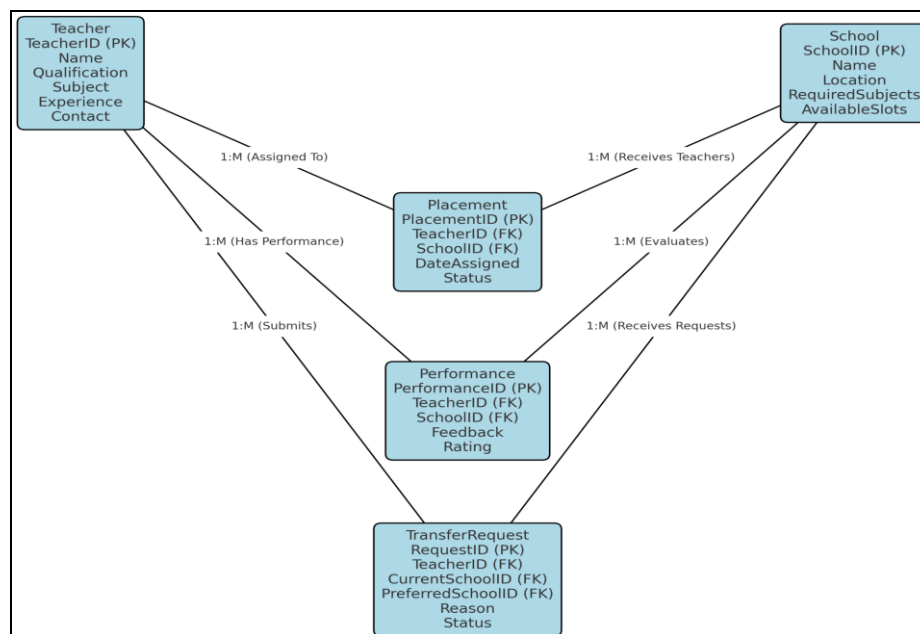 Teacher
TeacherID (PK)
Name
Qualification
Subject
Experience
Contact
School
SchoolID (PK)
Name
Location
RequiredSubjects
AvailableSlots
1:M (Assigned To)
1:M (Receives Teachers)
Placement
PlacementID (PK)
TeacherID (FK)
SchoolID (FK)
DateAssigned
Status
1:M (Has Performance)
1:M (Evaluates)
1:M (Submits)
1:M (Receives Requests)
Performance
PerformanceID (PK)
TeacherID (FK)
SchoolID (FK)
Feedback
Rating
TransferRequest
RequestID (PK)
TeacherID (FK)
CurrentSchoolID (FK)
PreferredSchoolID (FK)
Reason
Status